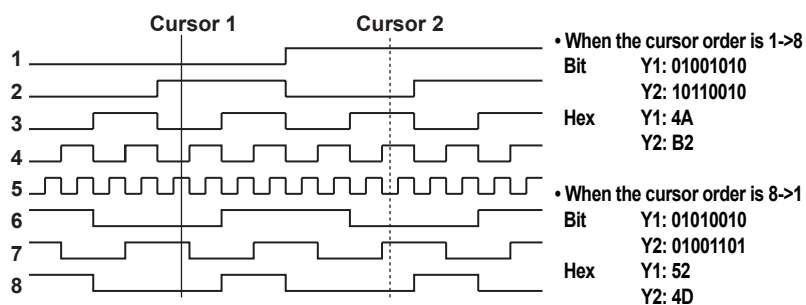 Cursor 1 Cursor 2
1
2
3
4
5
6
7
8
• When the cursor order is 1->8
Bit Y1: 01001010
Y2: 10110010
Hex Y1: 4A
Y2: B2
• When the cursor order is 8->1
Bit Y1: 01010010
Y2: 01001101
Hex Y1: 52
Y2: 4D